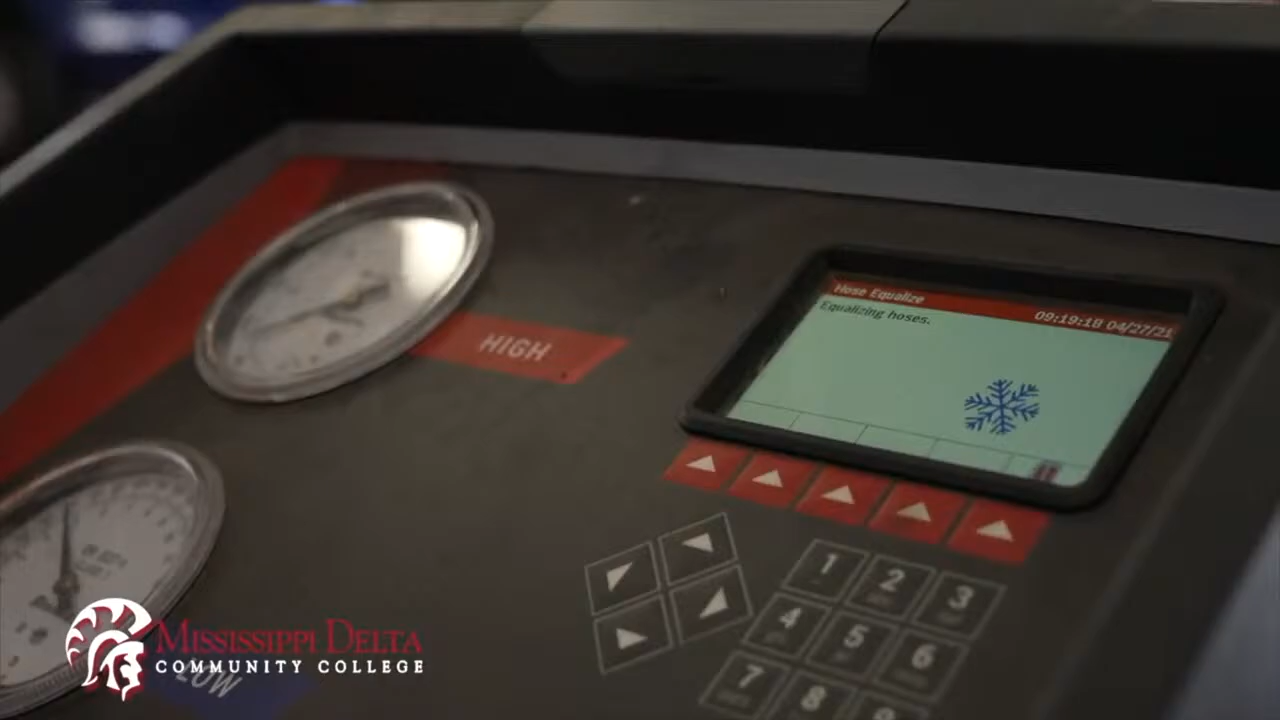 Hose Equalize
09:19:18 04/27/21
Equalizing hoses.
HIGH
1
2
3
4
5
6
7
8
LOW
MISSISSIPPI DELTA
COMMUNITY COLLEGE